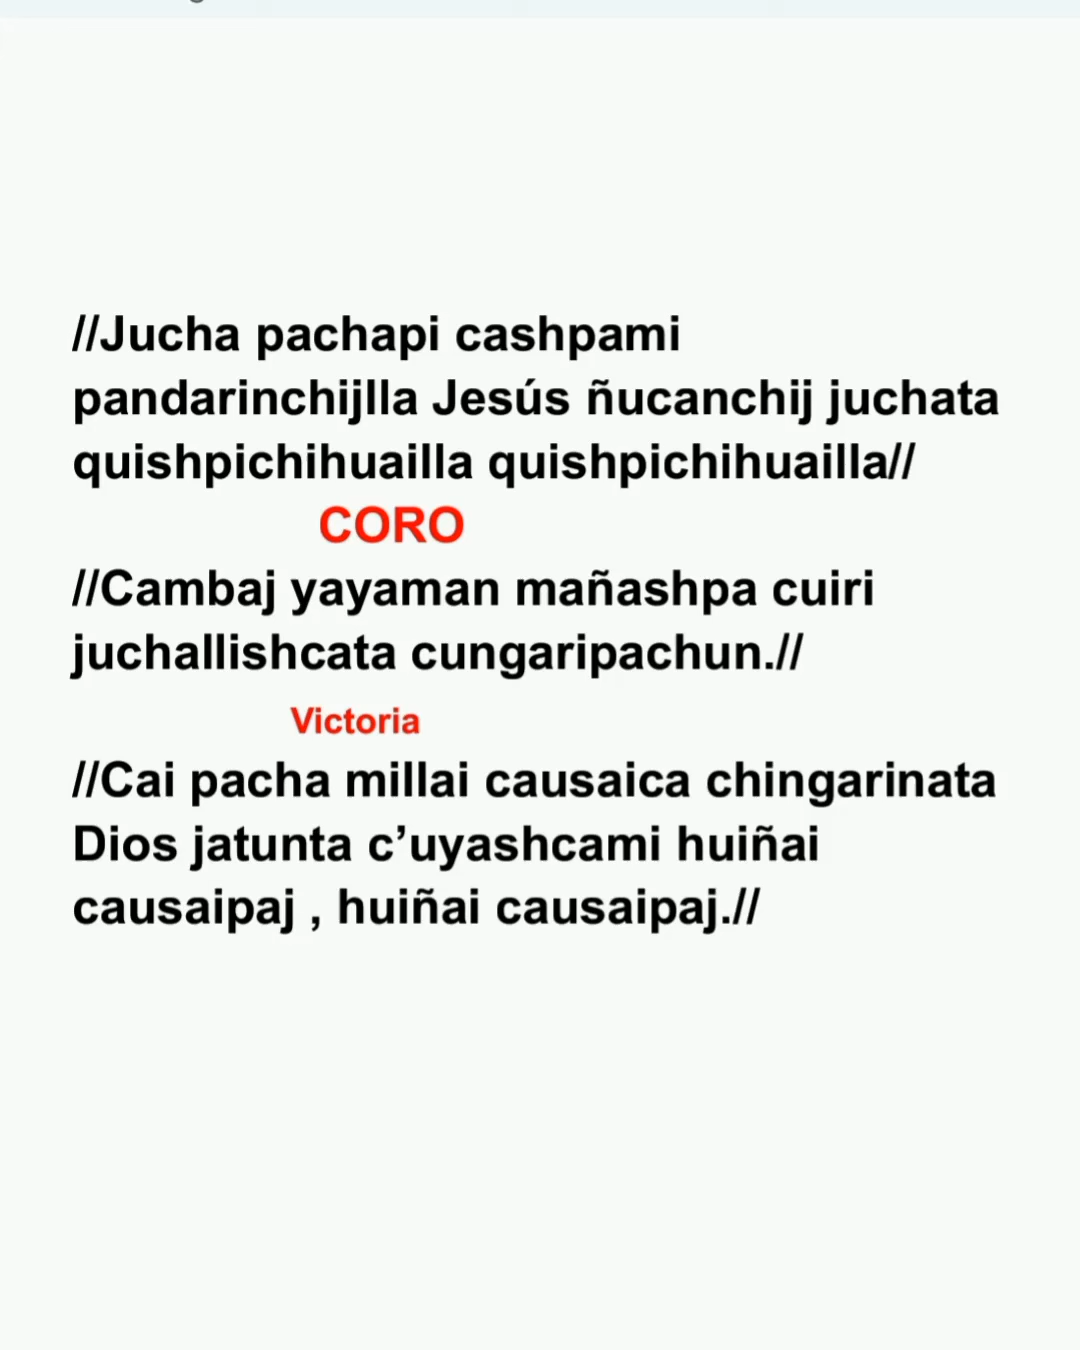 //Jucha pachapi cashpami
pandarinchijlla Jesús ñucanchij juchata
quishpichihuailla quishpichihuailla//
CORO
//Cambaj yayaman mañashpa cuiri
juchallishcata cungaripachun.//
Victoria
//Cai pacha millai causaica chingarinata
Dios jatunta c’uyashcami huiñai
causaipaj , huiñai causaipaj.//